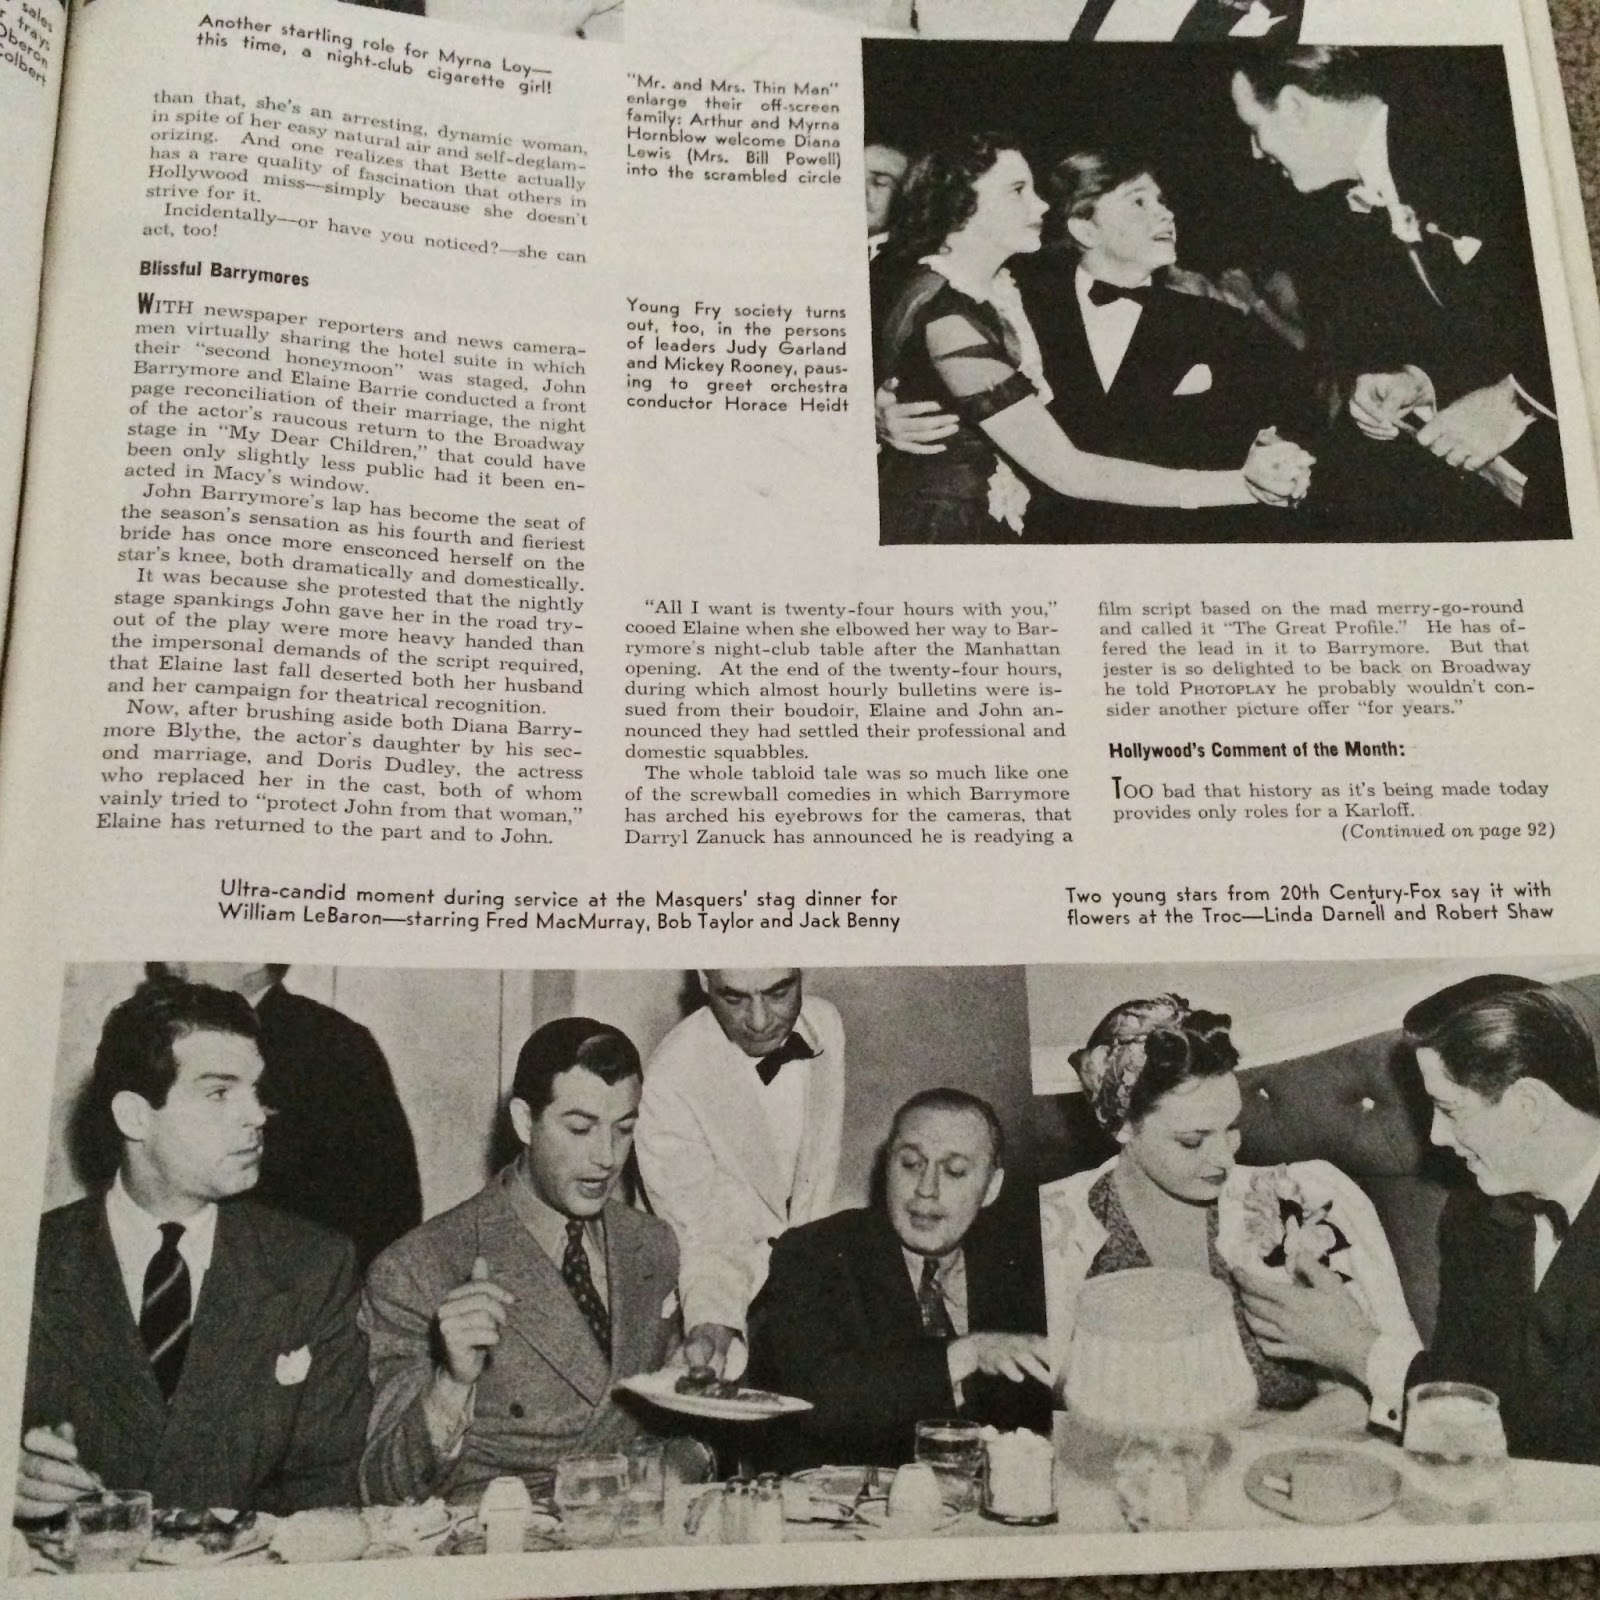 sales
r trays
Oberon
Colbert
Another startling role for Myrna Loy—
this time, a night-club cigarette girl!
than that, she's an arresting, dynamic woman,
in spite of her easy natural air and self-deglam-
orizing. And one realizes that Bette actually
has a rare quality of fascination that others in
Hollywood miss—simply because she doesn't
strive for it.
Incidentally—or have you noticed?—she can
act, too!
Blissful Barrymores
WITH newspaper reporters and news camera-
men virtually sharing the hotel suite in which
their "second honeymoon" was staged, John
Barrymore and Elaine Barrie conducted a front
page reconciliation of their marriage, the night
of the actor's raucous return to the Broadway
stage in "My Dear Children," that could have
been only slightly less public had it been en-
acted in Macy's window.
John Barrymore's lap has become the seat of
the season's sensation as his fourth and fieriest
bride has once more ensconced herself on the
star's knee, both dramatically and domestically.
It was because she protested that the nightly
stage spankings John gave her in the road try-
out of the play were more heavy handed than
the impersonal demands of the script required,
that Elaine last fall deserted both her husband
and her campaign for theatrical recognition.
Now, after brushing aside both Diana Barry-
more Blythe, the actor's daughter by his sec-
ond marriage, and Doris Dudley, the actress
who replaced her in the cast, both of whom
vainly tried to "protect John from that woman,"
Elaine has returned to the part and to John.
"Mr. and Mrs. Thin Man"
enlarge their off-screen
family: Arthur and Myrna
Hornblow welcome Diana
Lewis (Mrs. Bill Powell)
into the scrambled circle
Young Fry society turns
out, too, in the persons
of leaders Judy Garland
and Mickey Rooney, paus-
ing to greet orchestra
conductor Horace Heidt
"All I want is twenty-four hours with you,"
cooed Elaine when she elbowed her way to Bar-
rymore's night-club table after the Manhattan
opening. At the end of the twenty-four hours,
during which almost hourly bulletins were is-
sued from their boudoir, Elaine and John an-
nounced they had settled their professional and
domestic squabbles.
The whole tabloid tale was so much like one
of the screwball comedies in which Barrymore
has arched his eyebrows for the cameras, that
Darryl Zanuck has announced he is readying a
film script based on the mad merry-go-round
and called it "The Great Profile." He has of-
fered the lead in it to Barrymore. But that
jester is so delighted to be back on Broadway
he told PHOTOPLAY he probably wouldn't con-
sider another picture offer "for years."
Hollywood's Comment of the Month:
TOO bad that history as it's being made today
provides only roles for a Karloff.
(Continued on page 92)
Ultra-candid moment during service at the Masquers' stag dinner for
William LeBaron—starring Fred MacMurray, Bob Taylor and Jack Benny
Two young stars from 20th Century-Fox say it with
flowers at the Troc—Linda Darnell and Robert Shaw